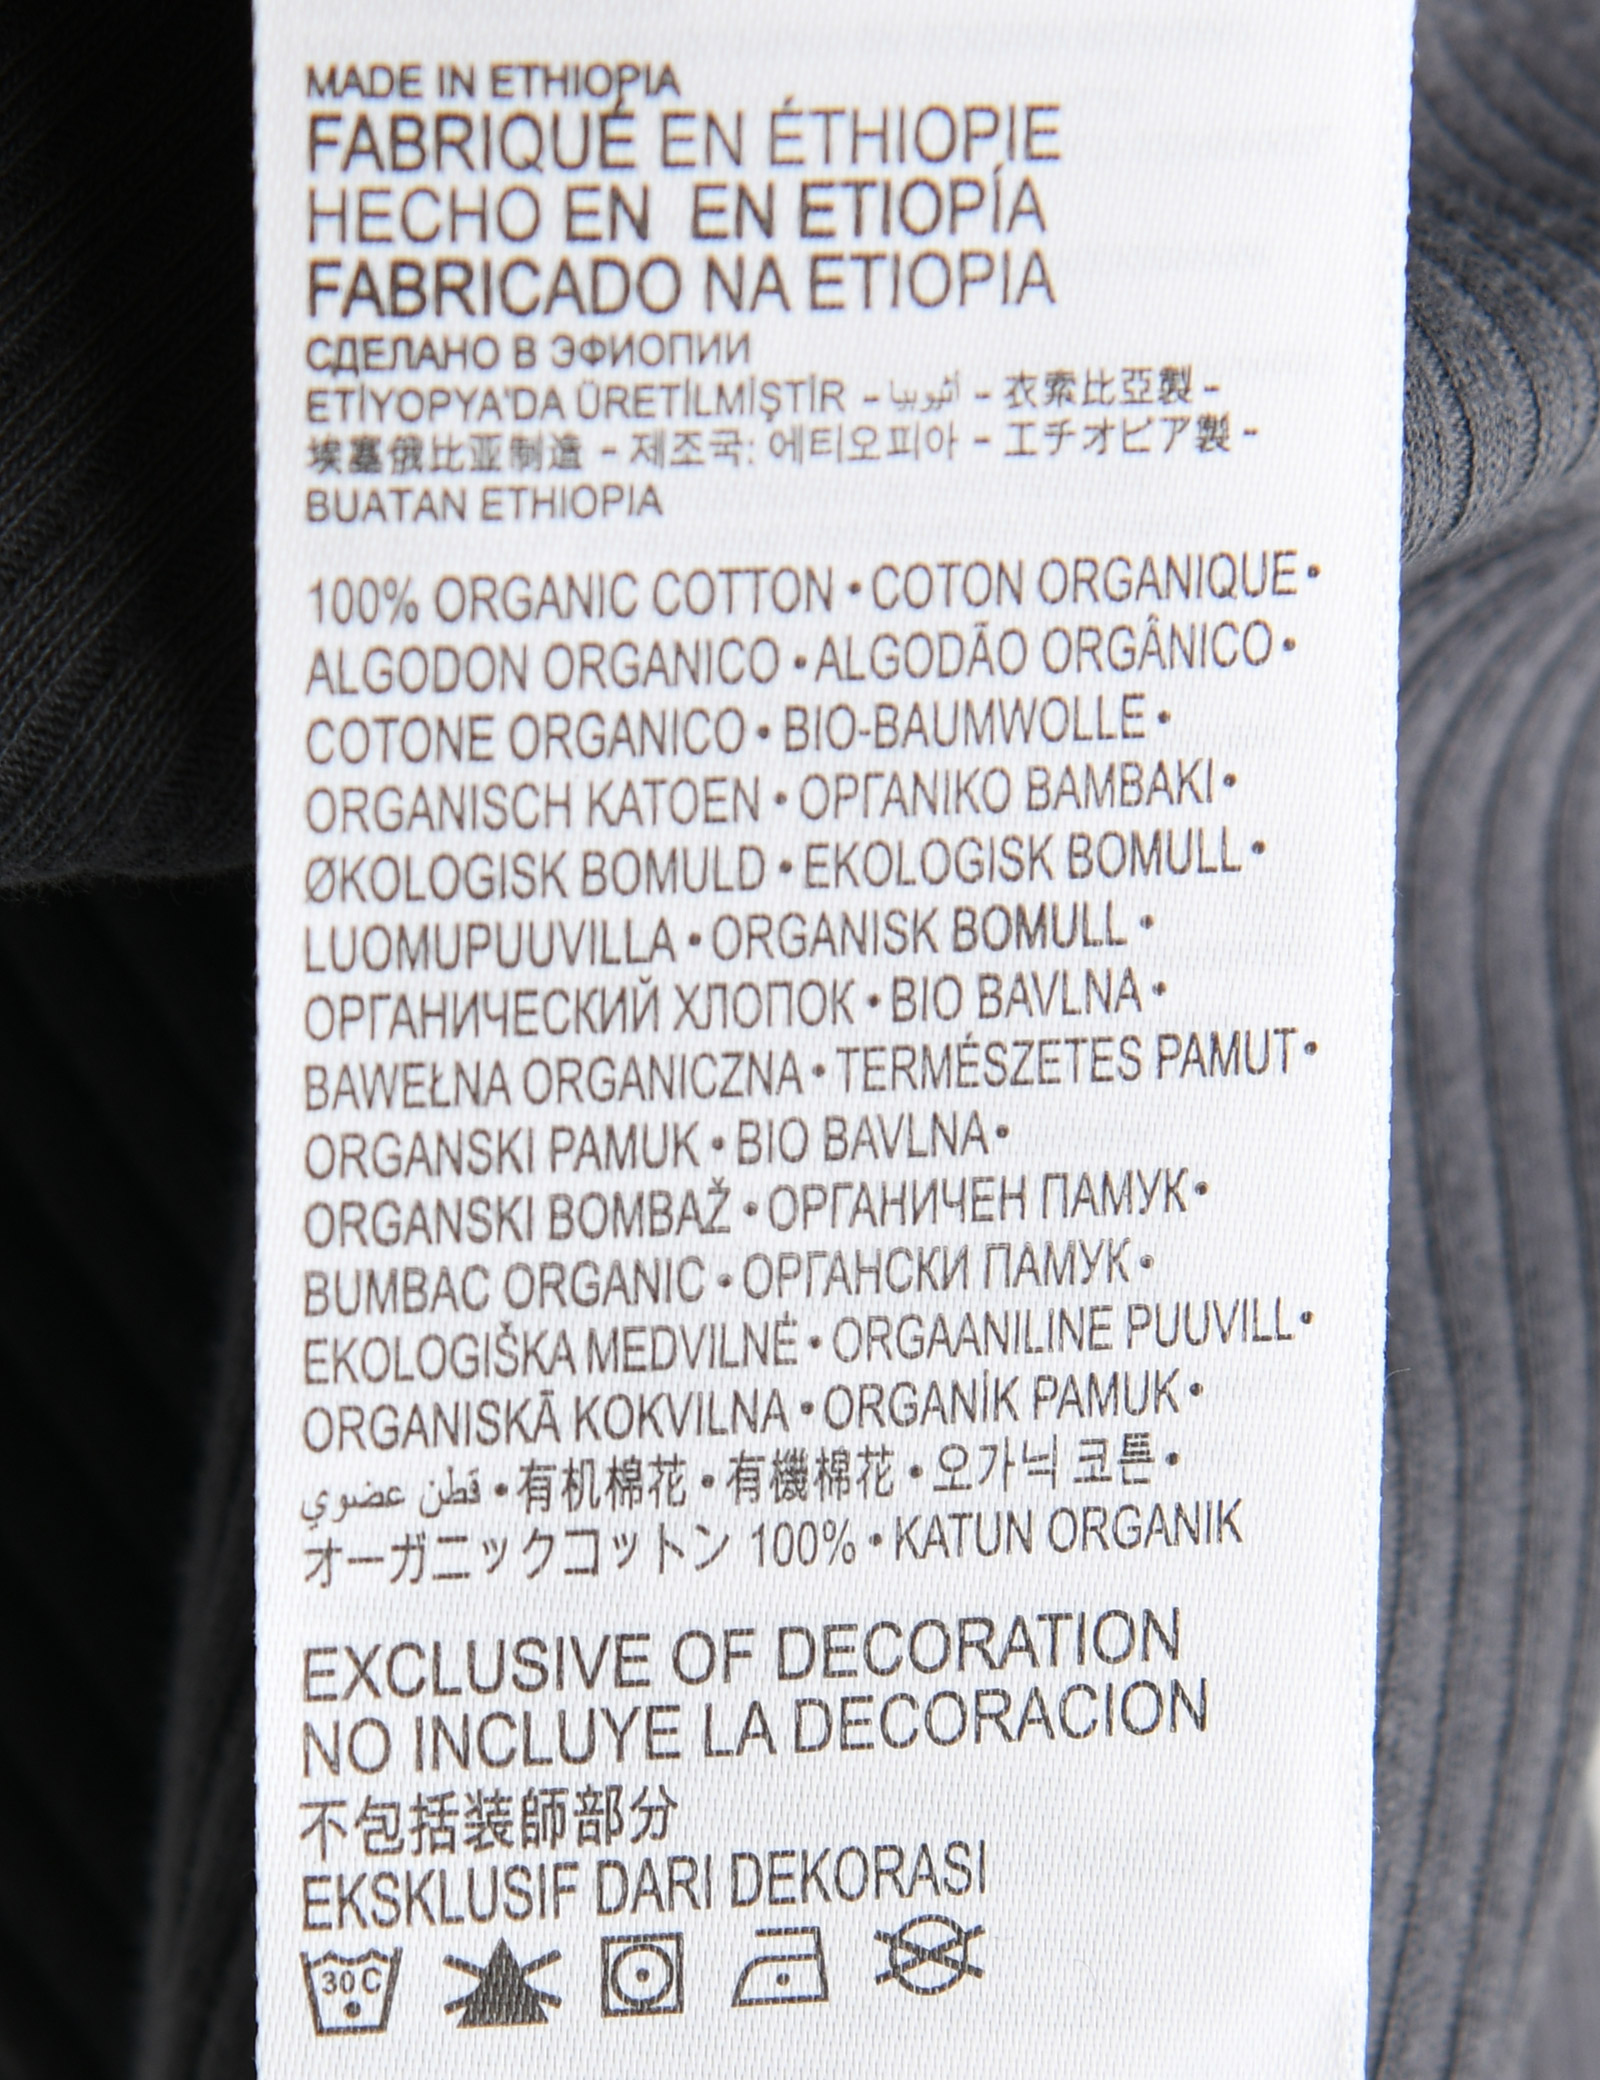 MADE IN ETHIOPIA
FABRIQUÉ EN ÉTHIOPIE
HECHO EN EN ETIOPÍA
FABRICADO NA ETIOPIA
СДЕЛАНО В ЭФИОПИИ
ETİYOPYA'DA ÜRETİLMİŞTİR - أثيوبيا - 衣索比亞製 -
埃塞俄比亚制造 - 제조국: 에티오피아 - エチオピア製 -
BUATAN ETHIOPIA
100% ORGANIC COTTON • COTON ORGANIQUE •
ALGODON ORGANICO • ALGODÃO ORGÂNICO •
COTONE ORGANICO • BIO-BAUMWOLLE •
ORGANISCH KATOEN • ΟΡΓΑΝΙΚΟ ΒΑΜΒΑΚΙ •
ØKOLOGISK BOMULD • EKOLOGISK BOMULL •
LUOMUPUUVILLA • ORGANISK BOMULL •
ОРГАНИЧЕСКИЙ ХЛОПОК • BIO BAVLNA •
BAWEŁNA ORGANICZNA • TERMÉSZETES PAMUT •
ORGANSKI PAMUK • BIO BAVLNA •
ORGANSKI BOMBAŽ • ОРГАНИЧЕН ПАМУК •
BUMBAC ORGANIC • ОРГАНСКИ ПАМУК •
EKOLOGIŠKA MEDVILNĖ • ORGAANILINE PUUVILL •
ORGANISKĀ KOKVILNA • ORGANİK PAMUK •
قطن عضوي • 有机棉花 • 有機棉花 • 오가닉 코튼 •
オーガニックコットン 100% • KATUN ORGANIK
EXCLUSIVE OF DECORATION
NO INCLUYE LA DECORACION
不包括装師部分
EKSKLUSIF DARI DEKORASI
30 C